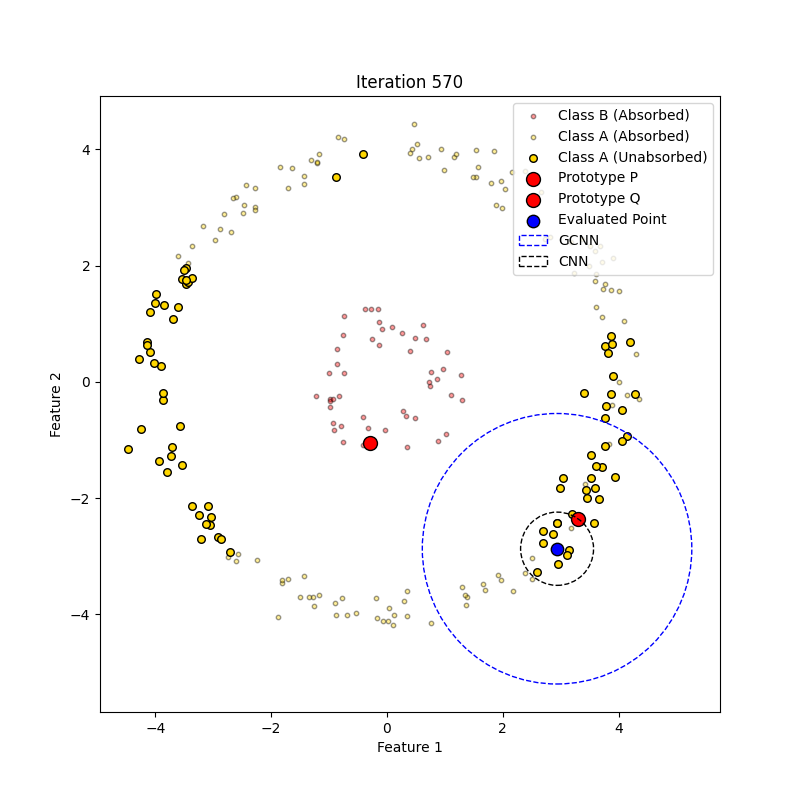 Iteration 570
Class B (Absorbed)
Class A (Absorbed)
Class A (Unabsorbed)
Prototype P
Prototype Q
Evaluated Point
GCNN
CNN
Feature 2
4
2
0
−2
−4
−4
−2
0
2
4
Feature 1